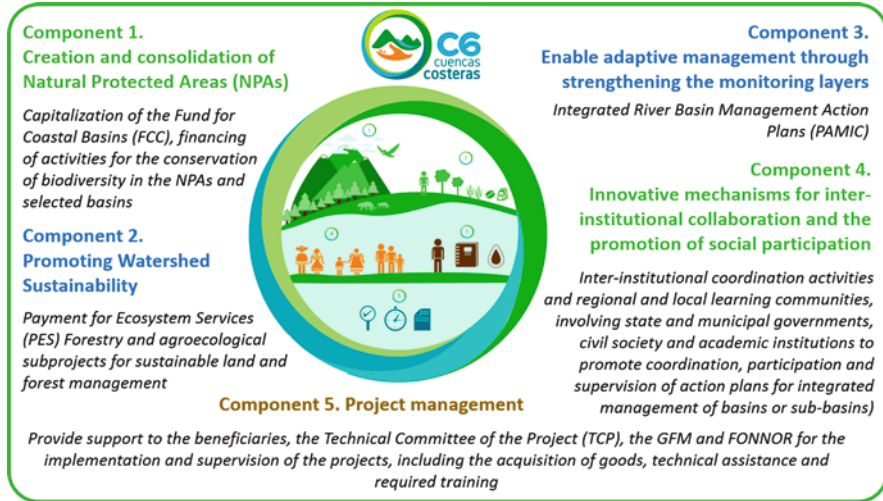 Component 1.
Creation and consolidation of
Natural Protected Areas (NPAs)
Capitalization of the Fund for
Coastal Basins (FCC), financing
of activities for the conservation
of biodiversity in the NPAs and
selected basins
Component 2.
Promoting Watershed
Sustainability
Payment for Ecosystem Services
(PES) Forestry and agroecological
subprojects for sustainable land and
forest management
C6
cuencas
costeras
1
2
3
4
5
Component 3.
Enable adaptive management through
strengthening the monitoring layers
Integrated River Basin Management Action
Plans (PAMIC)
Component 4.
Innovative mechanisms for inter-
institutional collaboration and the
promotion of social participation
Inter-institutional coordination activities
and regional and local learning communities,
involving state and municipal governments,
civil society and academic institutions to
promote coordination, participation and
supervision of action plans for integrated
management of basins or sub-basins)
Component 5. Project management
Provide support to the beneficiaries, the Technical Committee of the Project (TCP), the GFM and FONNOR for the
implementation and supervision of the projects, including the acquisition of goods, technical assistance and
required training